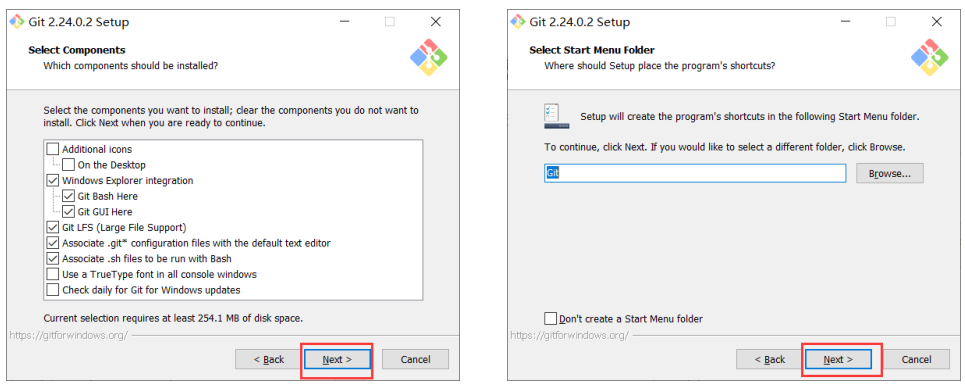 Git 2.24.0.2 Setup
Select Components
Which components should be installed?
Select the components you want to install; clear the components you do not want to
install. Click Next when you are ready to continue.
Additional icons
On the Desktop
Windows Explorer integration
Git Bash Here
Git GUI Here
Git LFS (Large File Support)
Associate .git* configuration files with the default text editor
Associate .sh files to be run with Bash
Use a TrueType font in all console windows
Check daily for Git for Windows updates
Current selection requires at least 254.1 MB of disk space.
https://gitforwindows.org/
< Back
Next >
Cancel
Git 2.24.0.2 Setup
Select Start Menu Folder
Where should Setup place the program's shortcuts?
Setup will create the program's shortcuts in the following Start Menu folder.
To continue, click Next. If you would like to select a different folder, click Browse.
Git
Browse...
Don't create a Start Menu folder
https://gitforwindows.org/
< Back
Next >
Cancel